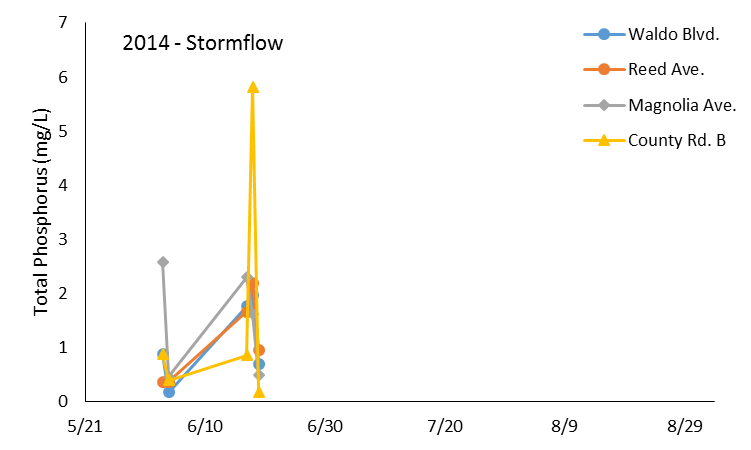 2014 - Stormflow
Total Phosphorus (mg/L)
7
6
5
4
3
2
1
0
5/21 6/10 6/30 7/20 8/9 8/29
Waldo Blvd.
Reed Ave.
Magnolia Ave.
County Rd. B